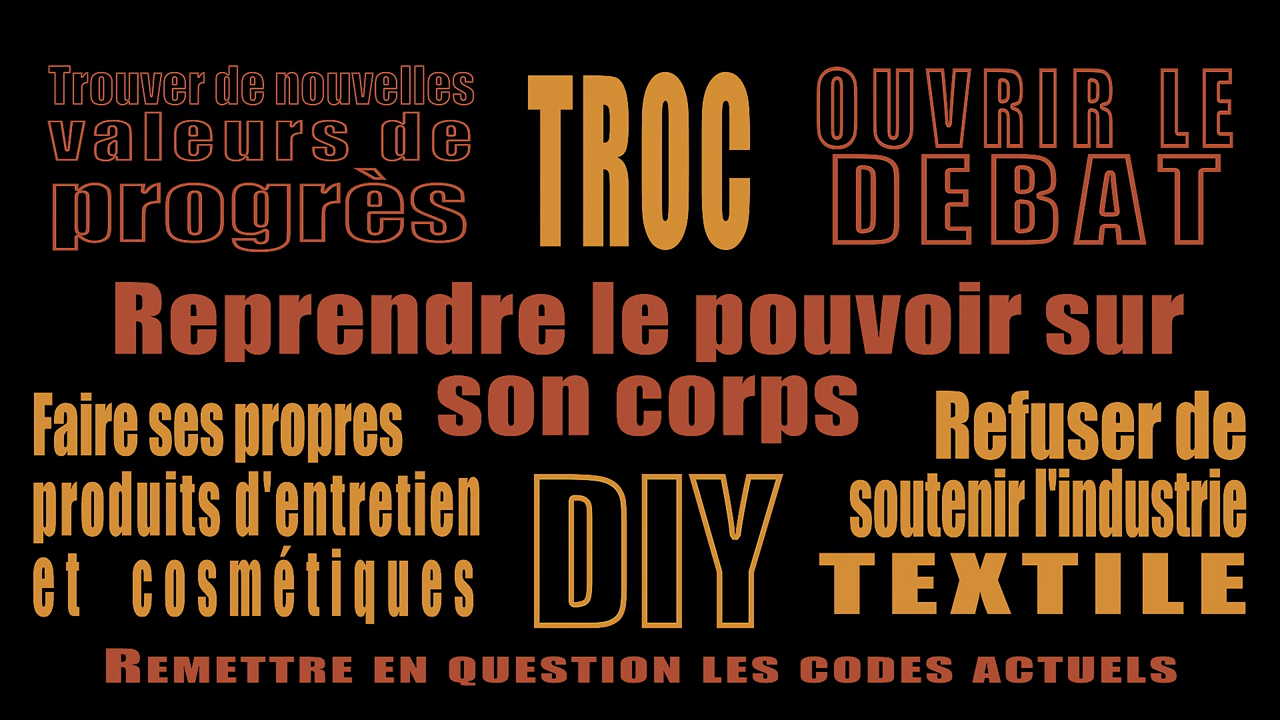 Trouver de nouvelles
valeurs de
progrès
TROC
OUVRIR LE
DEBAT
Reprendre le pouvoir sur
son corps
Faire ses propres
produits d'entretien
et cosmétiques
DIY
Refuser de
soutenir l'industrie
TEXTILE
REMETTRE EN QUESTION LES CODES ACTUELS